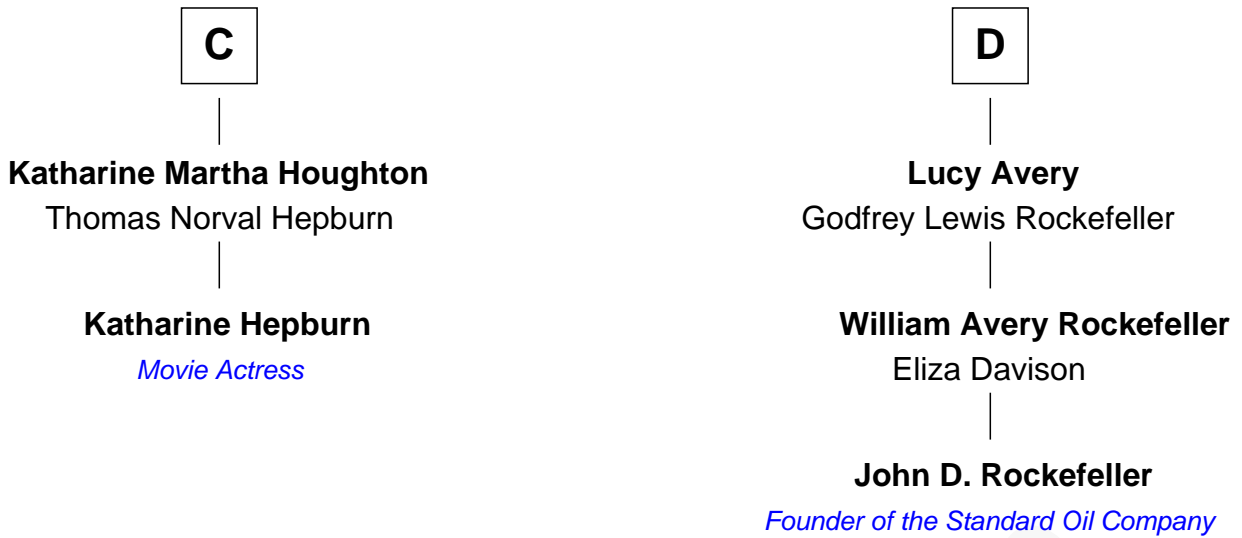 C
Katharine Martha Houghton
Thomas Norval Hepburn
Katharine Hepburn
Movie Actress
D
Lucy Avery
Godfrey Lewis Rockefeller
William Avery Rockefeller
Eliza Davison
John D. Rockefeller
Founder of the Standard Oil Company